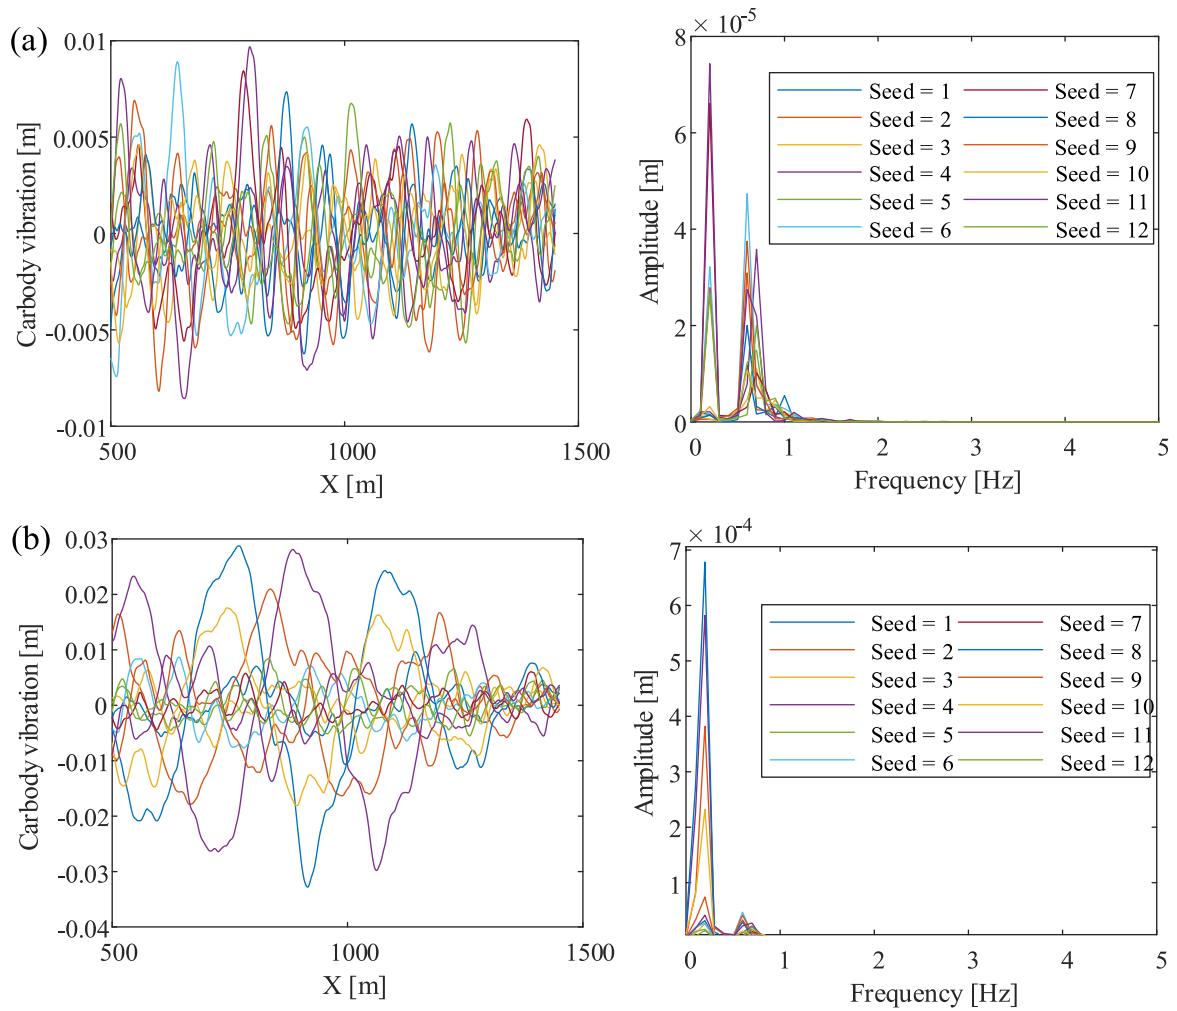 (a)
0.01
0.005
0
-0.005
-0.01
Carbody vibration [m]
500
1000
1500
X [m]
× 10⁻⁵
8
6
4
2
0
Amplitude [m]
Seed = 1
Seed = 7
Seed = 2
Seed = 8
Seed = 3
Seed = 9
Seed = 4
Seed = 10
Seed = 5
Seed = 11
Seed = 6
Seed = 12
0
1
2
3
4
5
Frequency [Hz]
(b)
0.03
0.02
0.01
0
-0.01
-0.02
-0.03
-0.04
Carbody vibration [m]
500
1000
1500
X [m]
× 10⁻⁴
7
6
4
4
2
1
Amplitude [m]
Seed = 1
Seed = 7
Seed = 2
Seed = 8
Seed = 3
Seed = 9
Seed = 4
Seed = 10
Seed = 5
Seed = 11
Seed = 6
Seed = 12
0
1
2
3
4
5
Frequency [Hz]